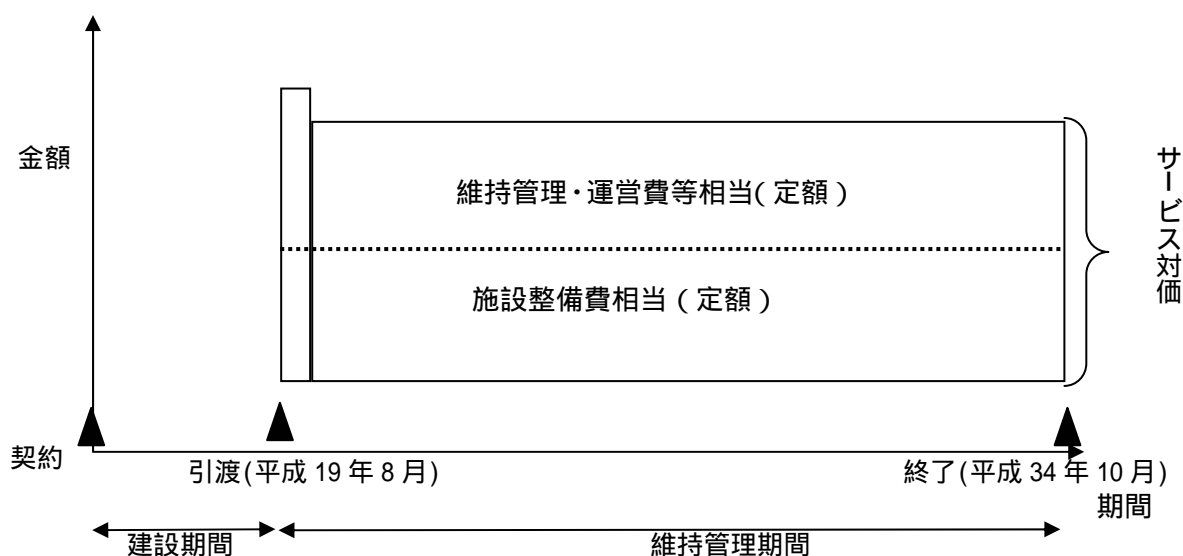 金額
維持管理・運営費等相当(定額)
施設整備費相当(定額)
サービス対価
契約
引渡(平成19年8月)
終了(平成34年10月)
期間
建設期間
維持管理期間